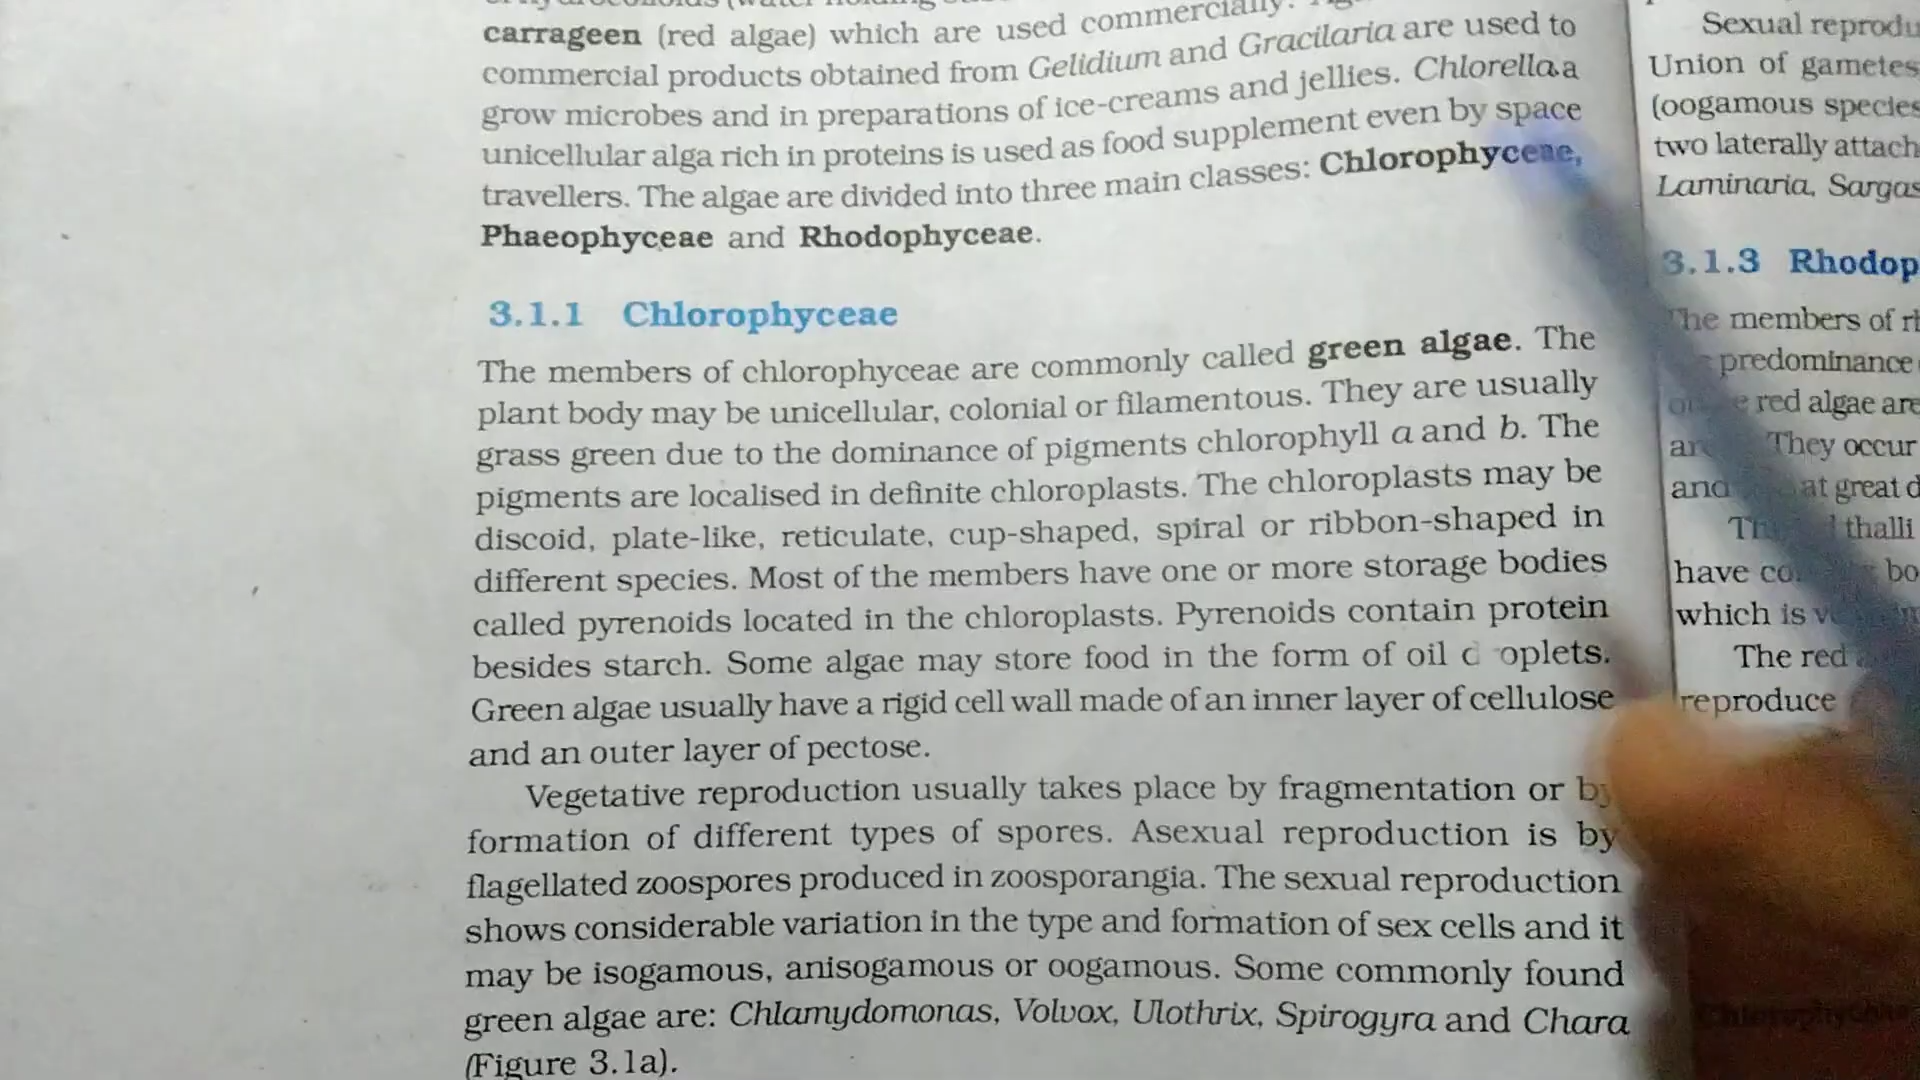 carrageen (red algae) which are used commercially.
commercial products obtained from Gelidium and Gracilaria are used to
grow microbes and in preparations of ice-creams and jellies. Chlorella a
unicellular alga rich in proteins is used as food supplement even by space
travellers. The algae are divided into three main classes: Chlorophyceae,
Phaeophyceae and Rhodophyceae.
3.1.1 Chlorophyceae
The members of chlorophyceae are commonly called green algae. The
plant body may be unicellular, colonial or filamentous. They are usually
grass green due to the dominance of pigments chlorophyll a and b. The
pigments are localised in definite chloroplasts. The chloroplasts may be
discoid, plate-like, reticulate, cup-shaped, spiral or ribbon-shaped in
different species. Most of the members have one or more storage bodies
called pyrenoids located in the chloroplasts. Pyrenoids contain protein
besides starch. Some algae may store food in the form of oil
Green algae usually have a rigid cell wall made of an inner layer of cellulose
and an outer layer of pectose.
Vegetative reproduction usually takes place by fragmentation or by
formation of different types of spores. Asexual reproduction is by
flagellated zoospores produced in zoosporangia. The sexual reproduction
shows considerable variation in the type and formation of sex cells and it
may be isogamous, anisogamous or oogamous. Some commonly found
green algae are: Chlamydomonas, Volvox, Ulothrix, Spirogyra and Chara
(Figure 3.1a).
Sexual
Union of gametes
(oogamous species
two laterally
Laminaria,
3.1.3
members of
predominance
red algae are
They occur
at great
thalli
have
which is
The red
reproduce